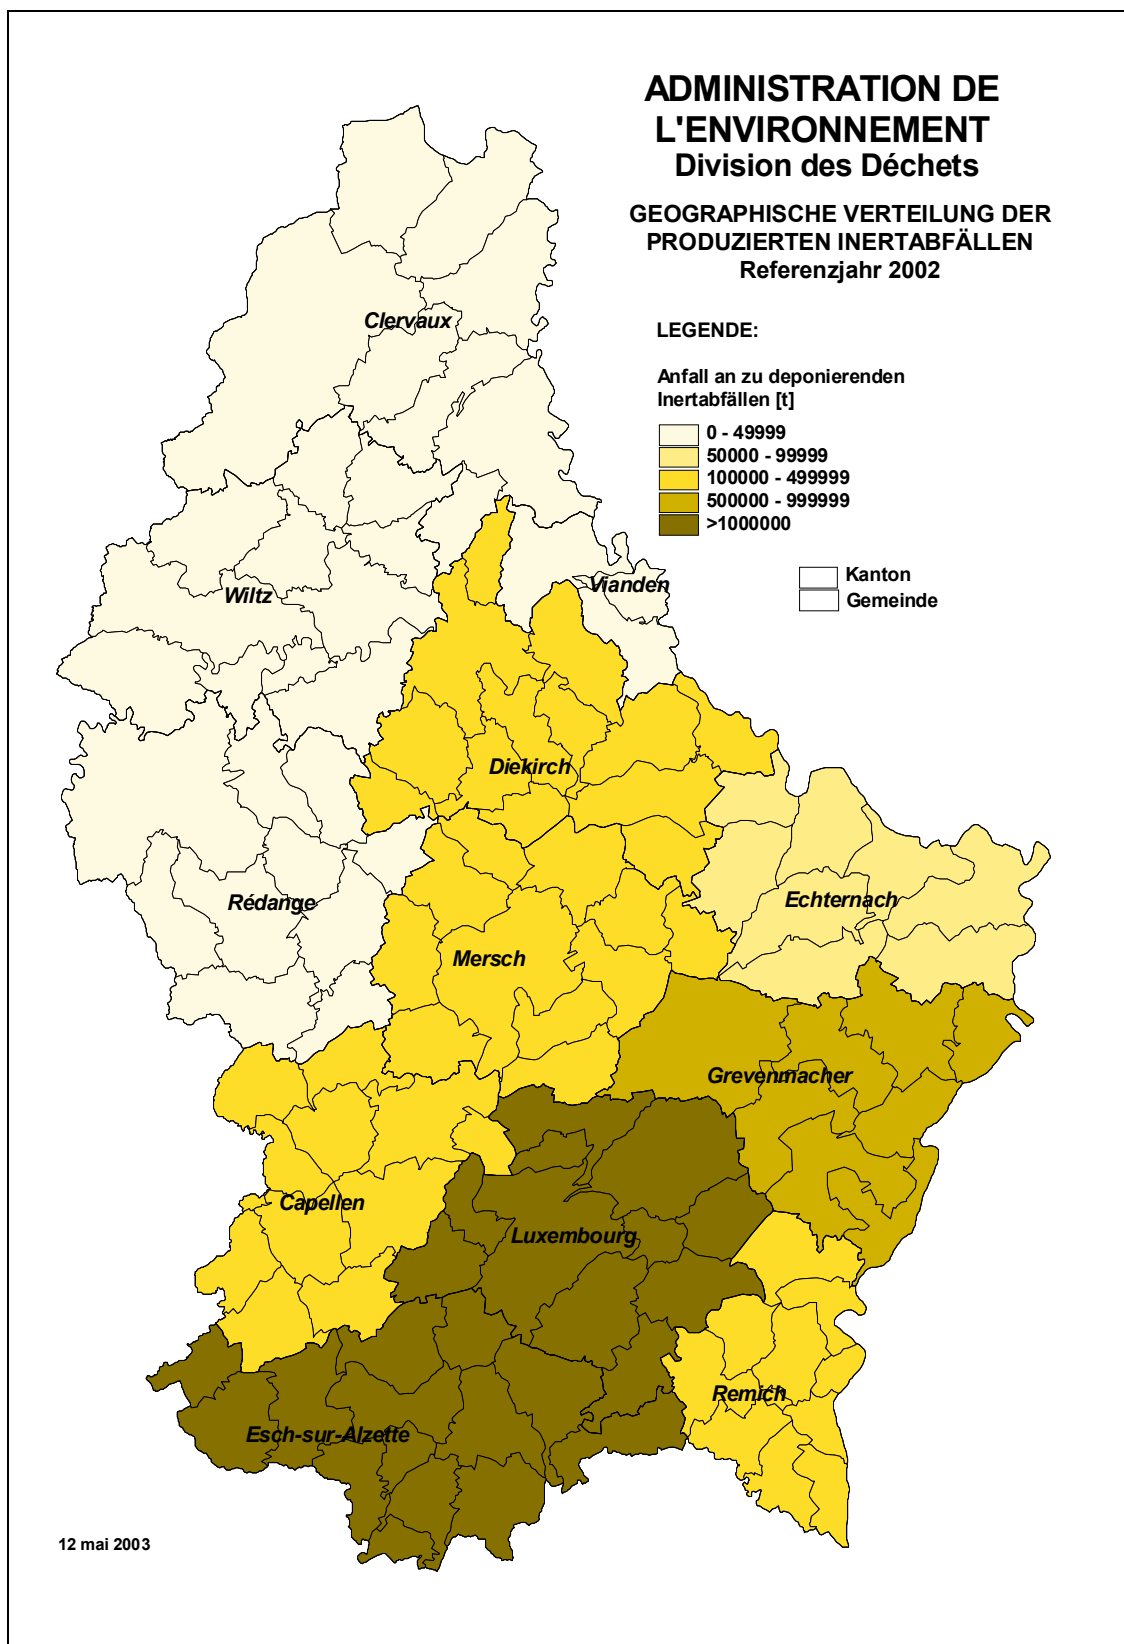 ADMINISTRATION DE
L'ENVIRONNEMENT
Division des Déchets
GEOGRAPHISCHE VERTEILUNG DER
PRODUZIERTEN INERTABFÄLLEN
Referenzjahr 2002
LEGENDE:
Anfall an zu deponierenden
Inertabfällen [t]
0 - 49999
50000 - 99999
100000 - 499999
500000 - 999999
>1000000
Kanton
Gemeinde
Clervaux
Vianden
Wiltz
Diekirch
Echternach
Rédange
Mersch
Grevenmacher
Capellen
Luxembourg
Remich
Esch-sur-Alzette
12 mai 2003